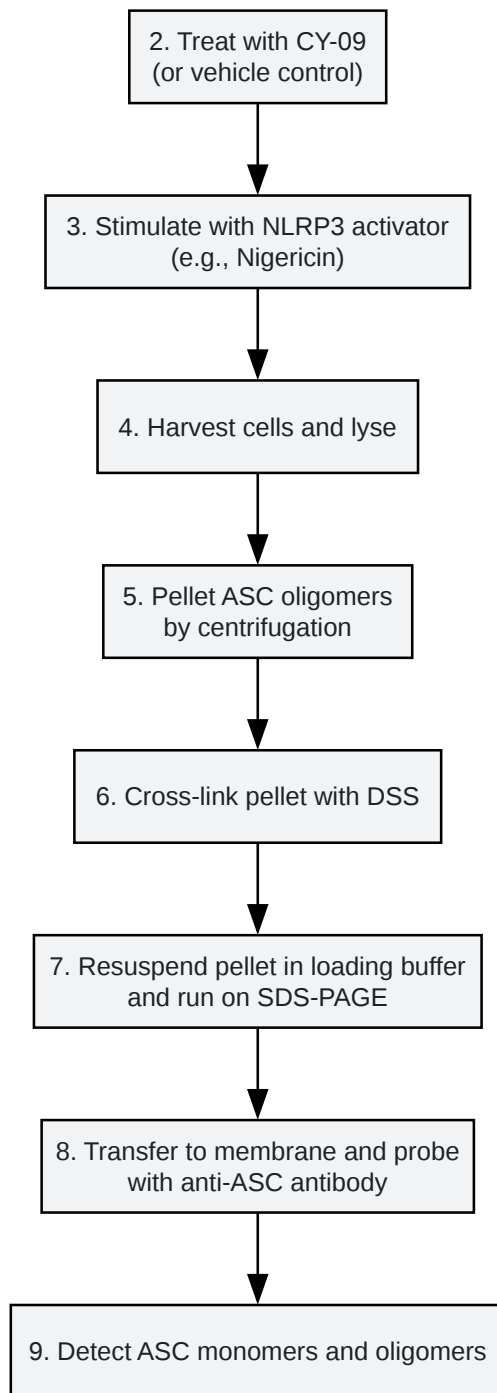 2. Treat with CY-09
(or vehicle control)
3. Stimulate with NLRP3 activator
(e.g., Nigericin)
4. Harvest cells and lyse
5. Pellet ASC oligomers
by centrifugation
6. Cross-link pellet with DSS
7. Resuspend pellet in loading buffer
and run on SDS-PAGE
8. Transfer to membrane and probe
with anti-ASC antibody
9. Detect ASC monomers and oligomers